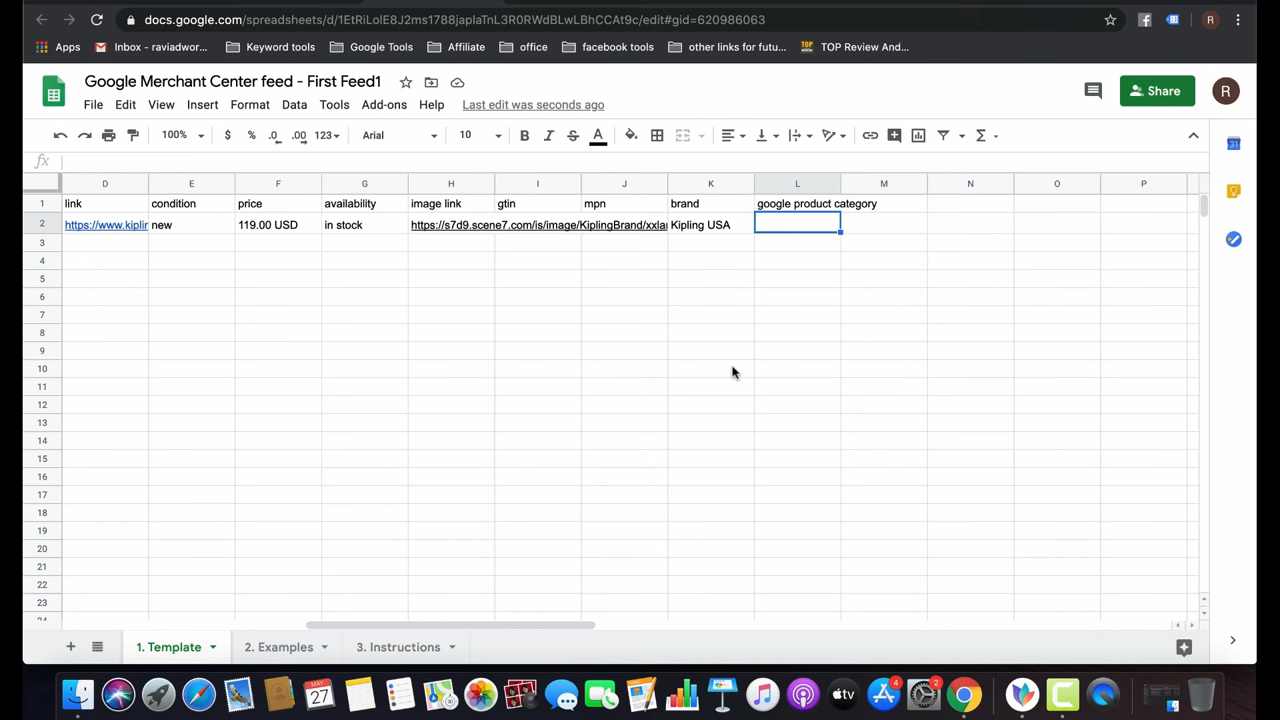 docs.google.com/spreadsheets/d/1EtRiLolE8J2ms1788japlaTnL3R0RWdBLwLBhCCAt9c/edit#gid=620986063
R
Apps
Inbox - raviadwor...
Keyword tools
Google Tools
Affiliate
office
facebook tools
other links for futu...
TOP Review And...
Google Merchant Center feed - First Feed1
File Edit View Insert Format Data Tools Add-ons Help Last edit was seconds ago
Share
R
100% $ % .0 .00 123 Arial 10 B I S A
fx
D E F G H I J K L M N O P
1 link condition price availability image link gtin mpn brand google product category
2 https://www.kiplir new 119.00 USD in stock https://s7d9.scene7.com/is/image/KiplingBrand/xxlar Kipling USA
3
4
5
6
7
8
9
10
11
12
13
14
15
16
17
18
19
20
21
22
23
24
1. Template 2. Examples 3. Instructions
MAY
27
tv
4
2